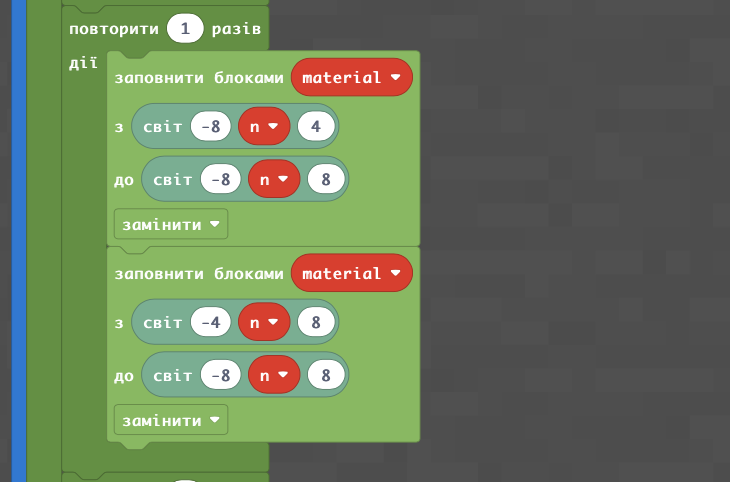 повторити 1 разів
дії
заповнити блоками material
з світ -8 n 4
до світ -8 n 8
замінити
заповнити блоками material
з світ -4 n 8
до світ -8 n 8
замінити